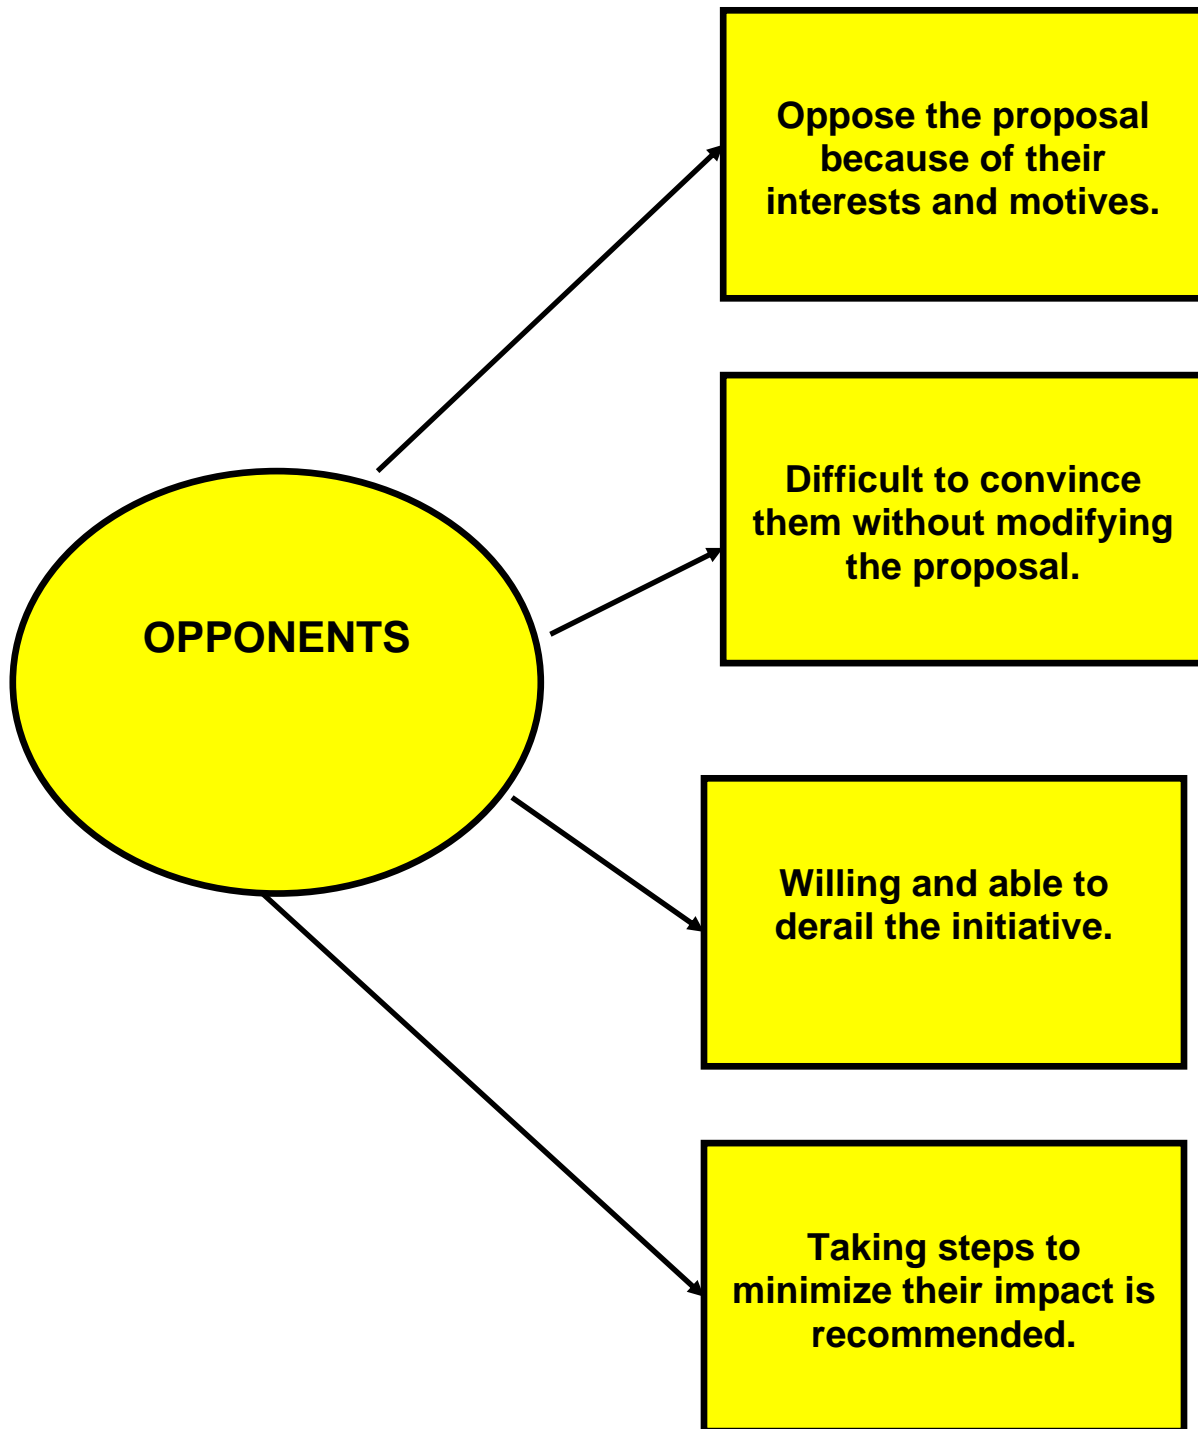 Oppose the proposal
because of their
interests and motives.
Difficult to convince
them without modifying
the proposal.
OPPONENTS
Willing and able to
derail the initiative.
Taking steps to
minimize their impact is
recommended.